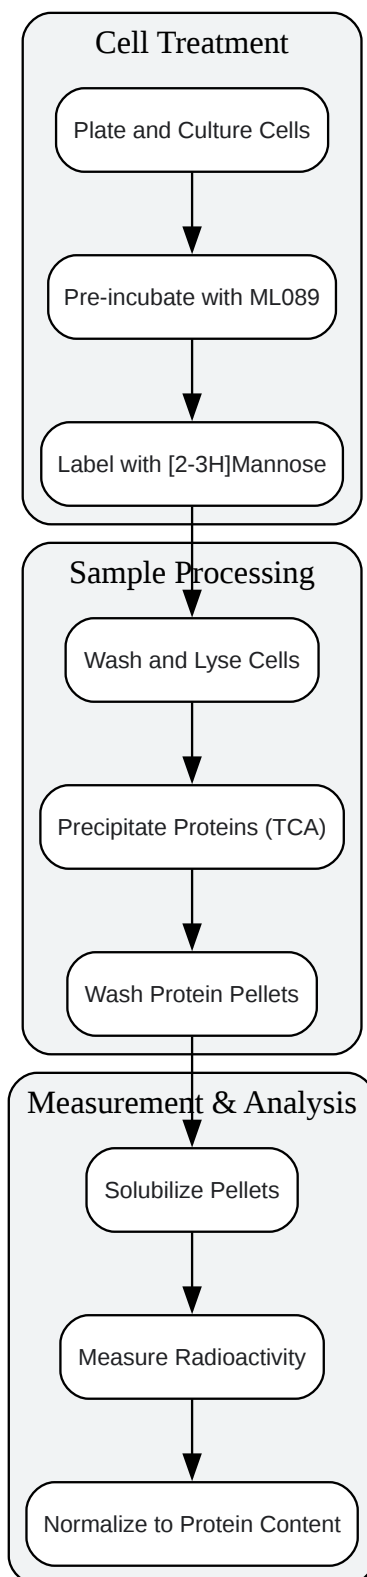 Cell Treatment
Plate and Culture Cells
Pre-incubate with ML089
Label with [2-3H]Mannose
Sample Processing
Wash and Lyse Cells
Precipitate Proteins (TCA)
Wash Protein Pellets
Measurement & Analysis
Solubilize Pellets
Measure Radioactivity
Normalize to Protein Content